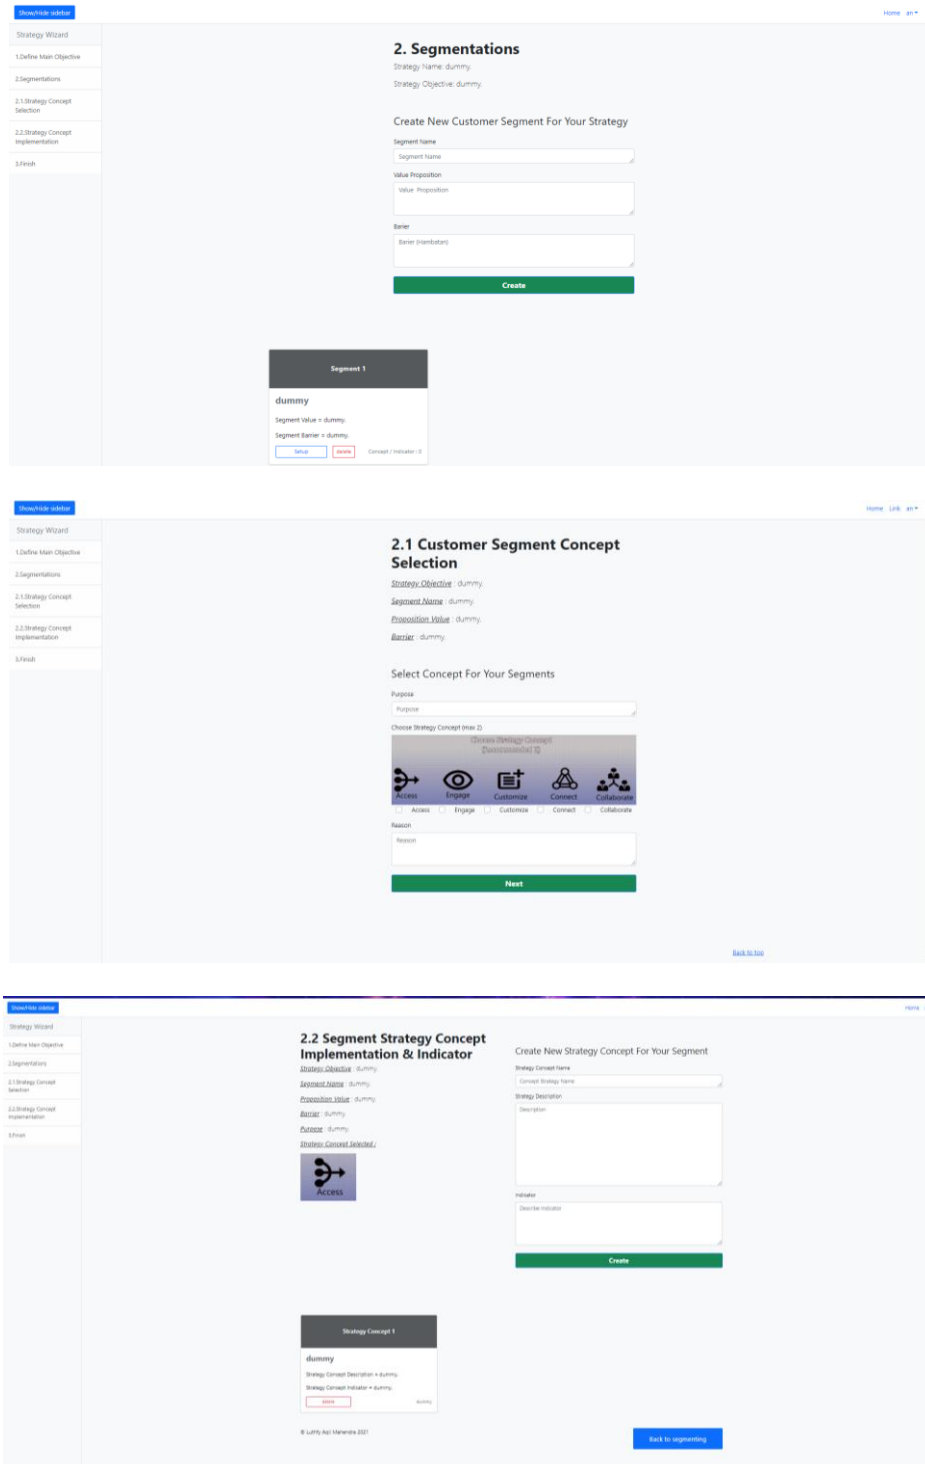 Show/Hide sidebar
Home an
Strategy Wizard
1.Define Main Objective
2.Segmentations
2.1.Strategy Concept
Selection
2.2.Strategy Concept
Implementation
3.Finish
2. Segmentations
Strategy Name: dummy.
Strategy Objective: dummy.
Create New Customer Segment For Your Strategy
Segment Name
Segment Name
Value Proposition
Value Proposition
Barier
Barier (Hambatan)
Create
Segment 1
dummy
Segment Value = dummy.
Segment Barrier = dummy.
Setup delete Concept / Indicator : 0
Show/Hide sidebar
Home Link an
Strategy Wizard
1.Define Main Objective
2.Segmentations
2.1.Strategy Concept
Selection
2.2.Strategy Concept
Implementation
3.Finish
2.1 Customer Segment Concept
Selection
Strategy Objective : dummy.
Segment Name : dummy.
Proposition Value : dummy.
Barrier : dummy.
Select Concept For Your Segments
Purpose
Purpose
Choose Strategy Concept (max 2)
Choose Strategy Concept
(Recommended 2)
Access Engage Customize Connect Collaborate
Access Engage Customize Connect Collaborate
Reason
Reason
Next
Back to top
Show/Hide sidebar
Home
Strategy Wizard
1.Define Main Objective
2.Segmentations
2.1.Strategy Concept
Selection
2.2.Strategy Concept
Implementation
3.Finish
2.2 Segment Strategy Concept
Implementation & Indicator
Strategy Objective : dummy.
Segment Name : dummy.
Proposition Value : dummy.
Barrier : dummy.
Purpose : dummy.
Strategy Concept Selected :
Access
Create New Strategy Concept For Your Segment
Strategy Concept Name
Concept Strategy Name
Strategy Description
Description
Indicator
Describe Indicator
Create
Strategy Concept 1
dummy
Strategy Concept Description = dummy.
Strategy Concept Indicator = dummy.
delete dummy
© Luthfy Aqil Mahendra 2021
Back to segmenting